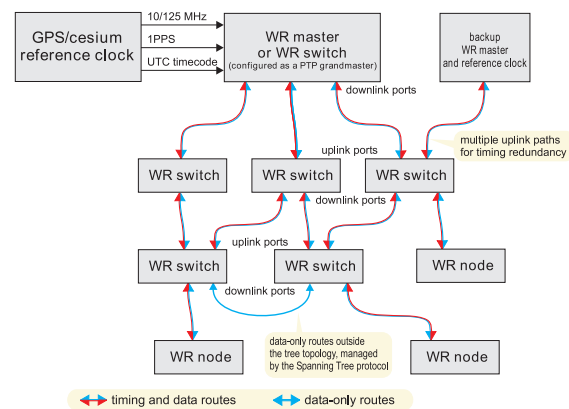 GPS/cesium
reference clock
10/125 MHz
1PPS
UTC timecode
WR master
or WR switch
(configured as a PTP grandmaster)
backup
WR master
and reference clock
downlink ports
multiple uplink paths
for timing redundancy
uplink ports
WR switch
WR switch
WR switch
downlink ports
uplink ports
WR switch
WR switch
WR node
downlink ports
data-only routes outside
the tree topology, managed
by the Spanning Tree protocol
WR node
WR node
timing and data routes
data-only routes